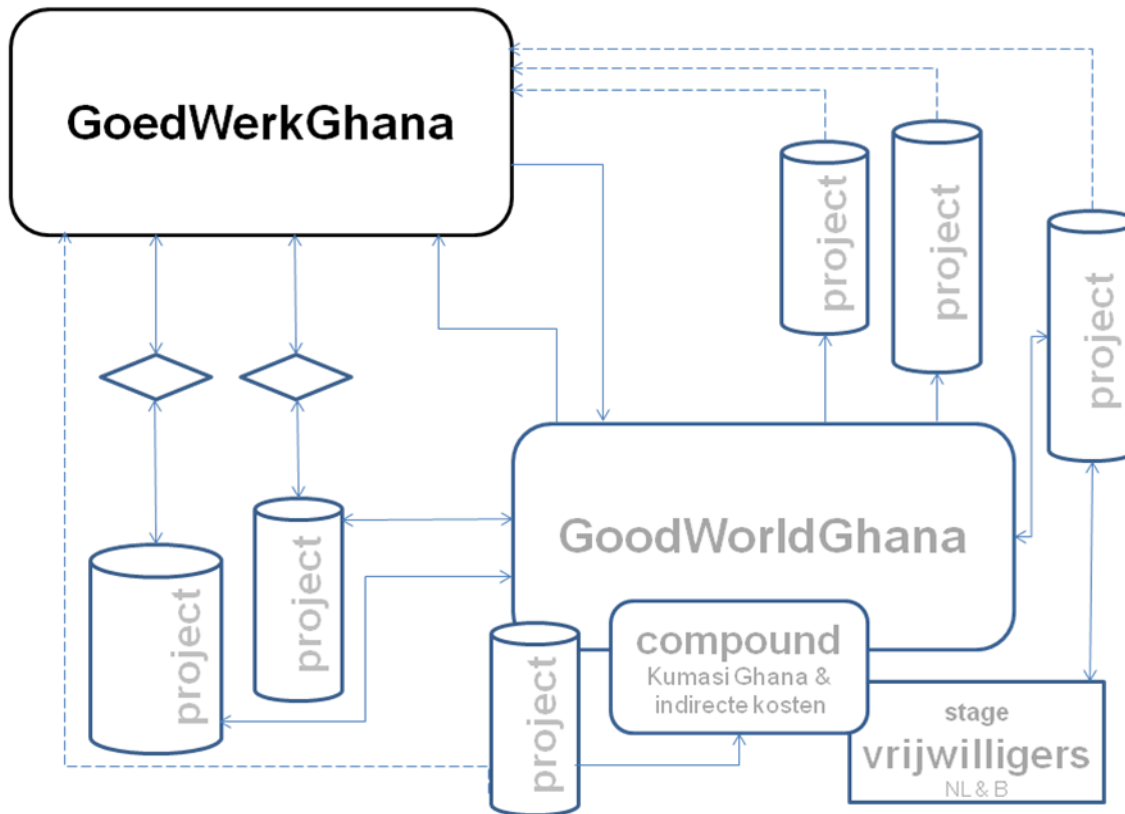 GoedWerkGhana
project
project
project
project
project
GoodWorldGhana
project
compound
Kumasi Ghana &
indirecte kosten
stage
vrijwilligers
NL & B